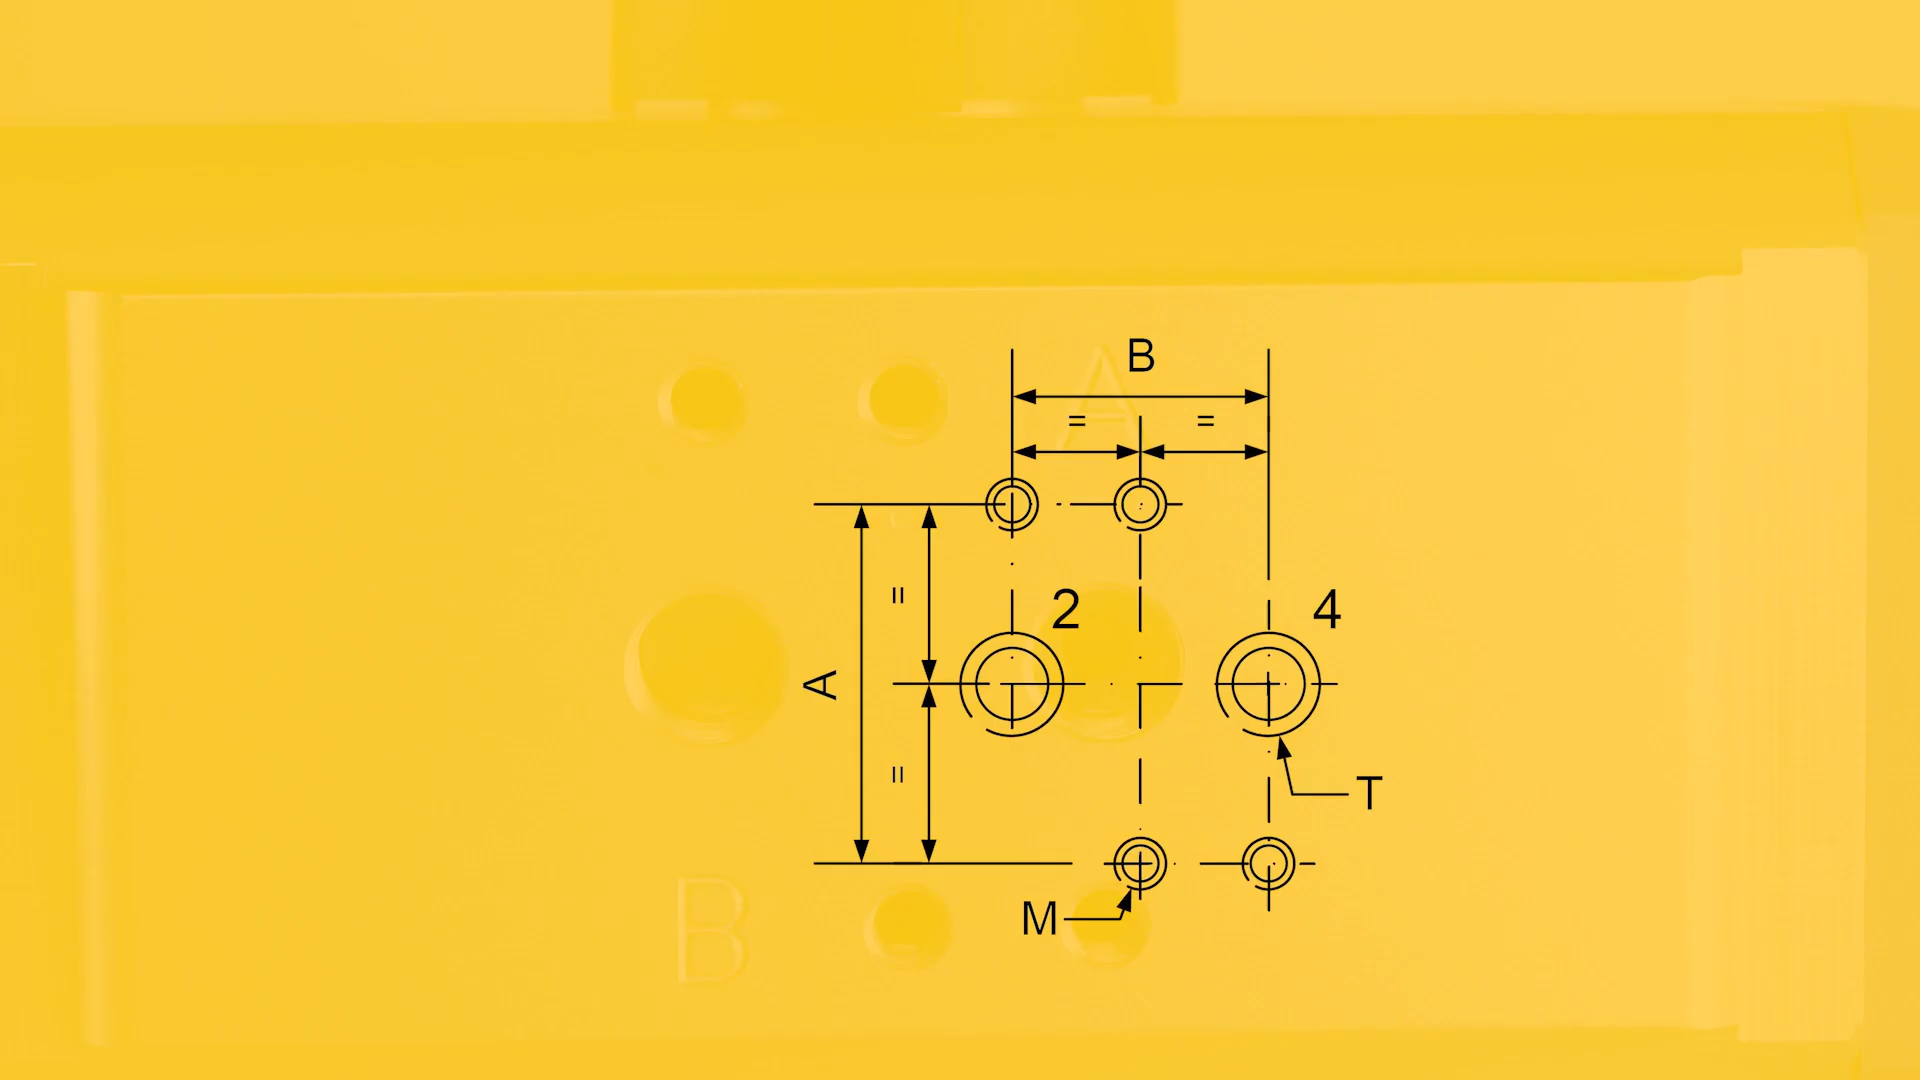 B
= =
A
=
2 4
A
=
T
M
B